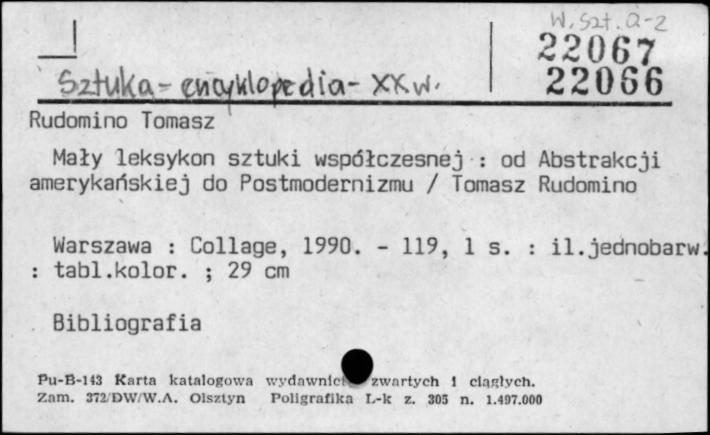 W. Szt. a-z
22067
22066
Sztuka - encyklopedia - XX w.
Rudomino Tomasz
Mały leksykon sztuki współczesnej : od Abstrakcji
amerykańskiej do Postmodernizmu / Tomasz Rudomino
Warszawa : Collage, 1990. - 119, 1 s. : il.jednobarw.
: tabl.kolor. ; 29 cm
Bibliografia
Pu-B-143 Karta katalogowa zwartych i ciągłych.
Zam. 372/DW/W.A. Olsztyn Poligrafika L-k z. 305 n. 1.497.000